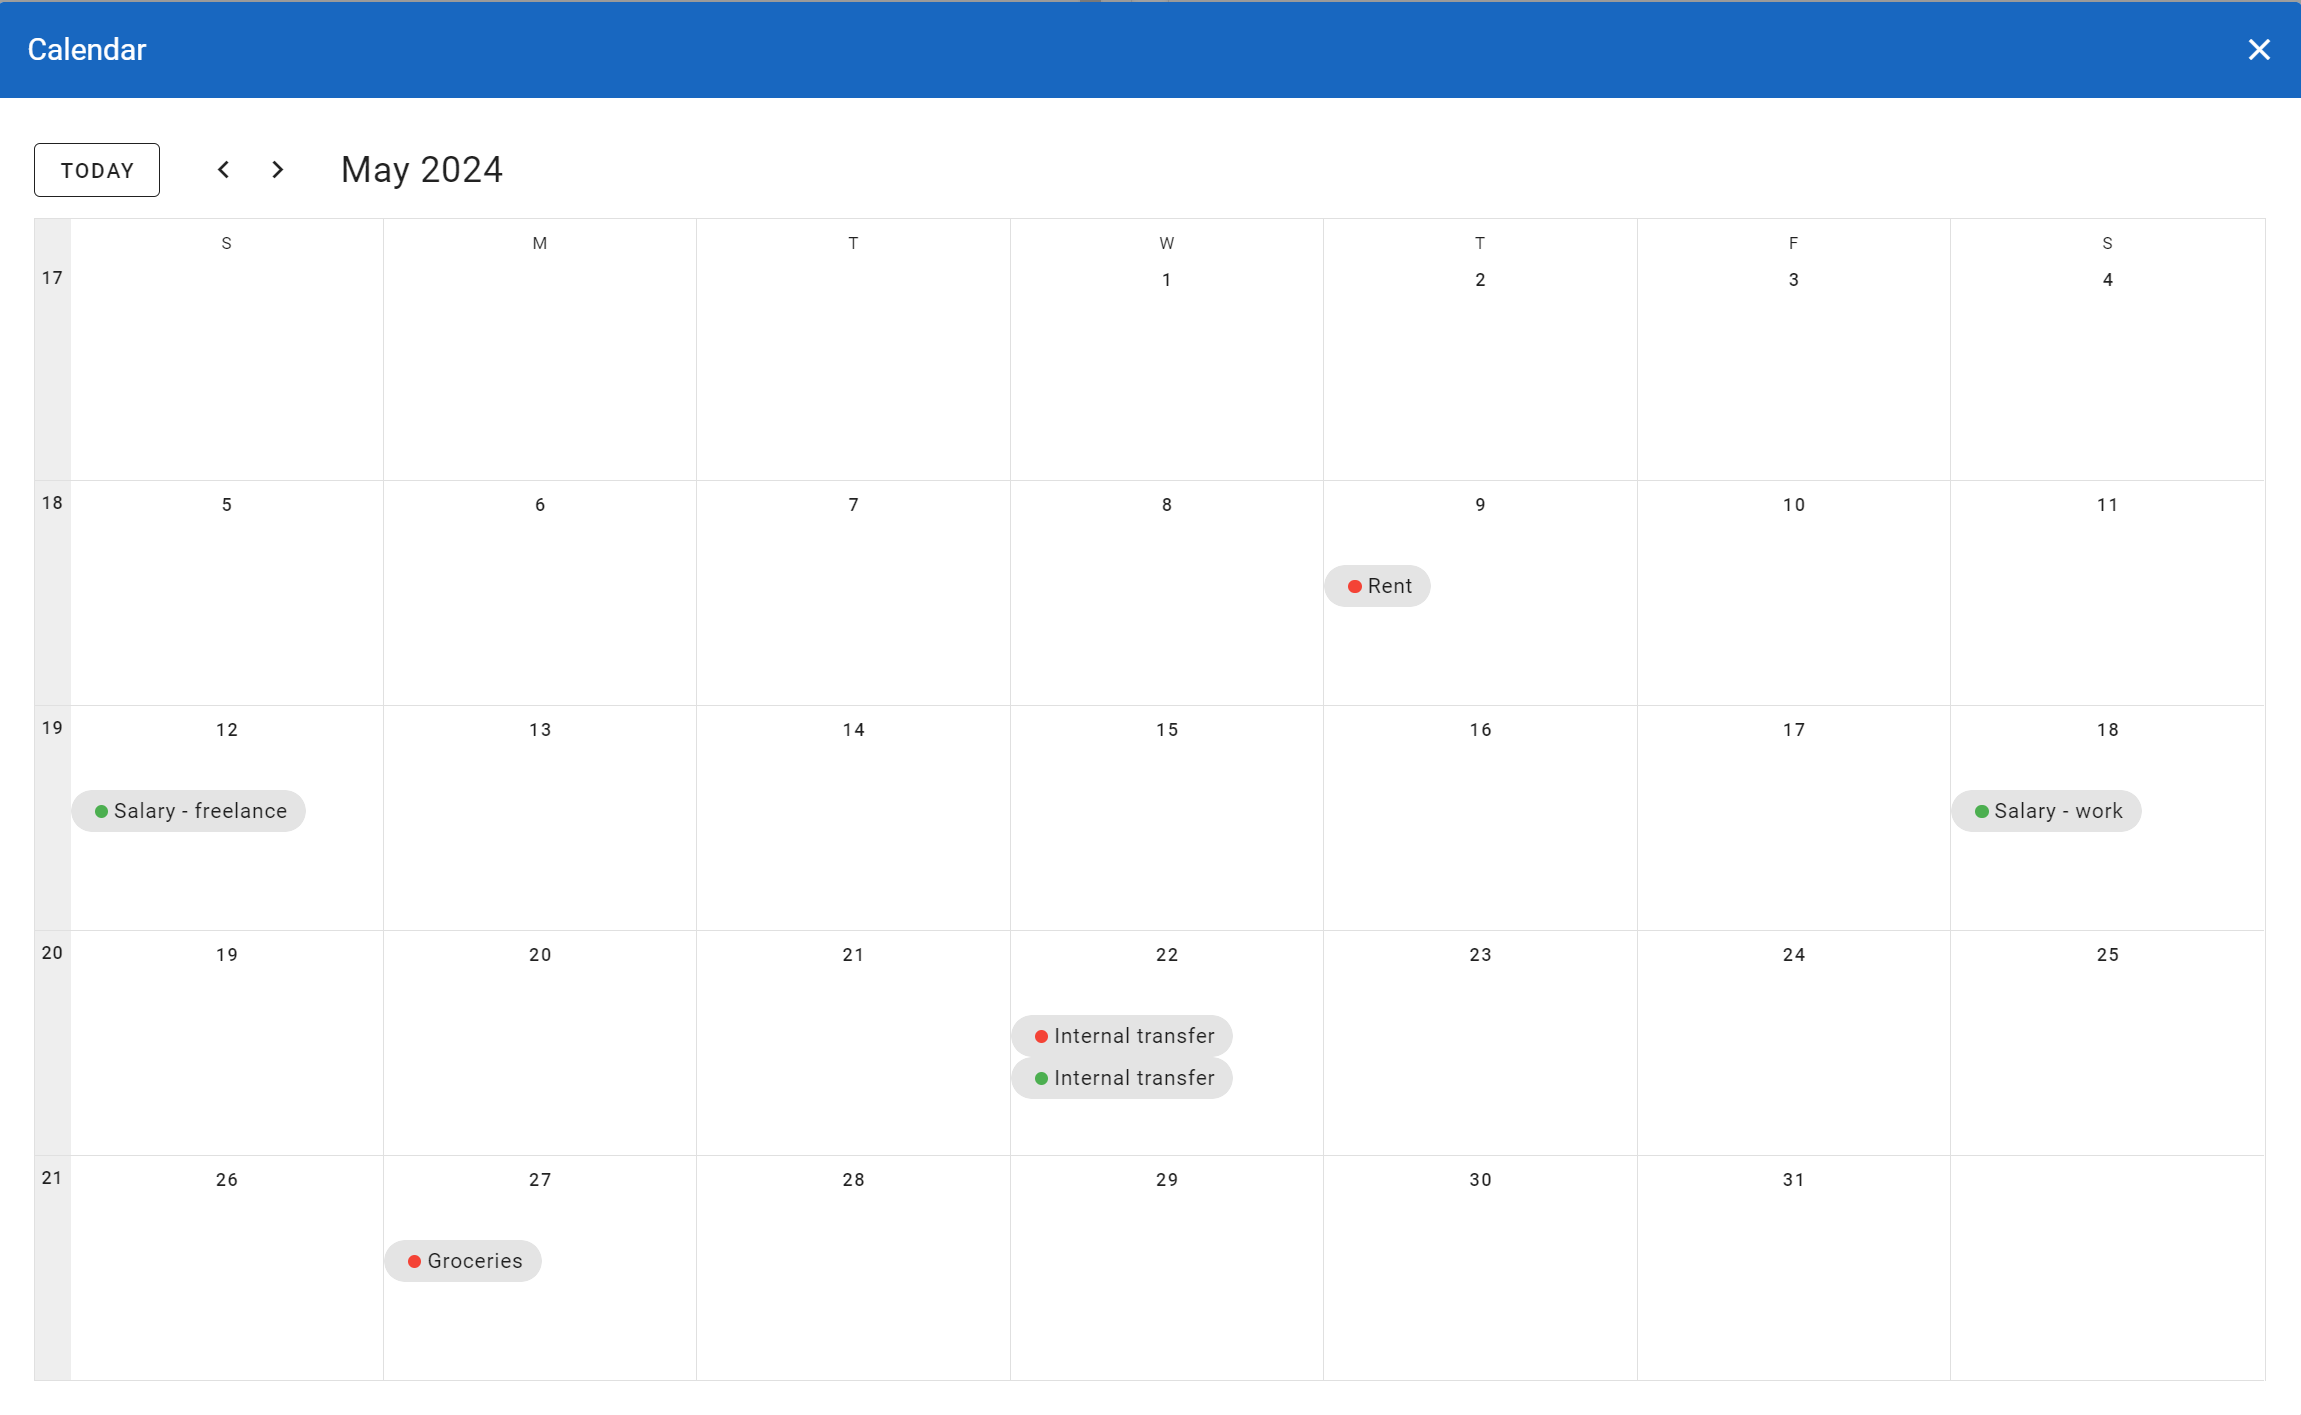 Calendar
TODAY
May 2024
S M T W T F S
17 1 2 3 4
18 5 6 7 8 9 10 11
Rent
19 12 13 14 15 16 17 18
Salary - freelance Salary - work
20 19 20 21 22 23 24 25
Internal transfer
Internal transfer
21 26 27 28 29 30 31
Groceries